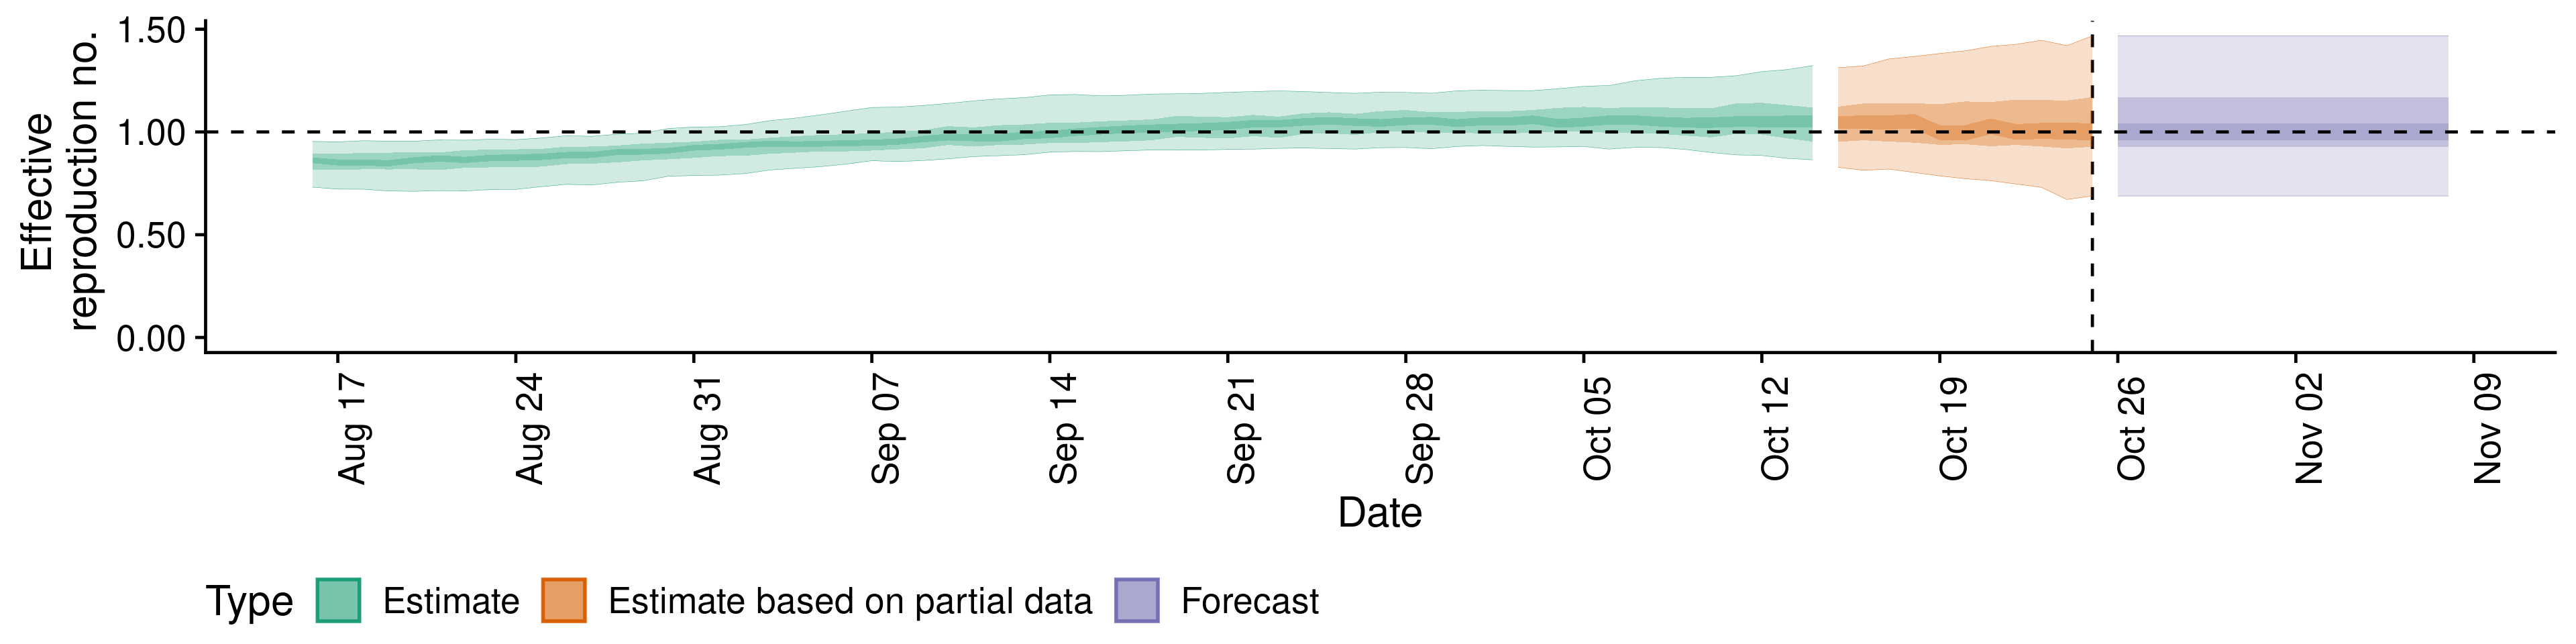 Effective
reproduction no.
1.50
1.00
0.50
0.00
Aug 17
Aug 24
Aug 31
Sep 07
Sep 14
Sep 21
Sep 28
Oct 05
Oct 12
Oct 19
Oct 26
Nov 02
Nov 09
Date
Type Estimate Estimate based on partial data Forecast